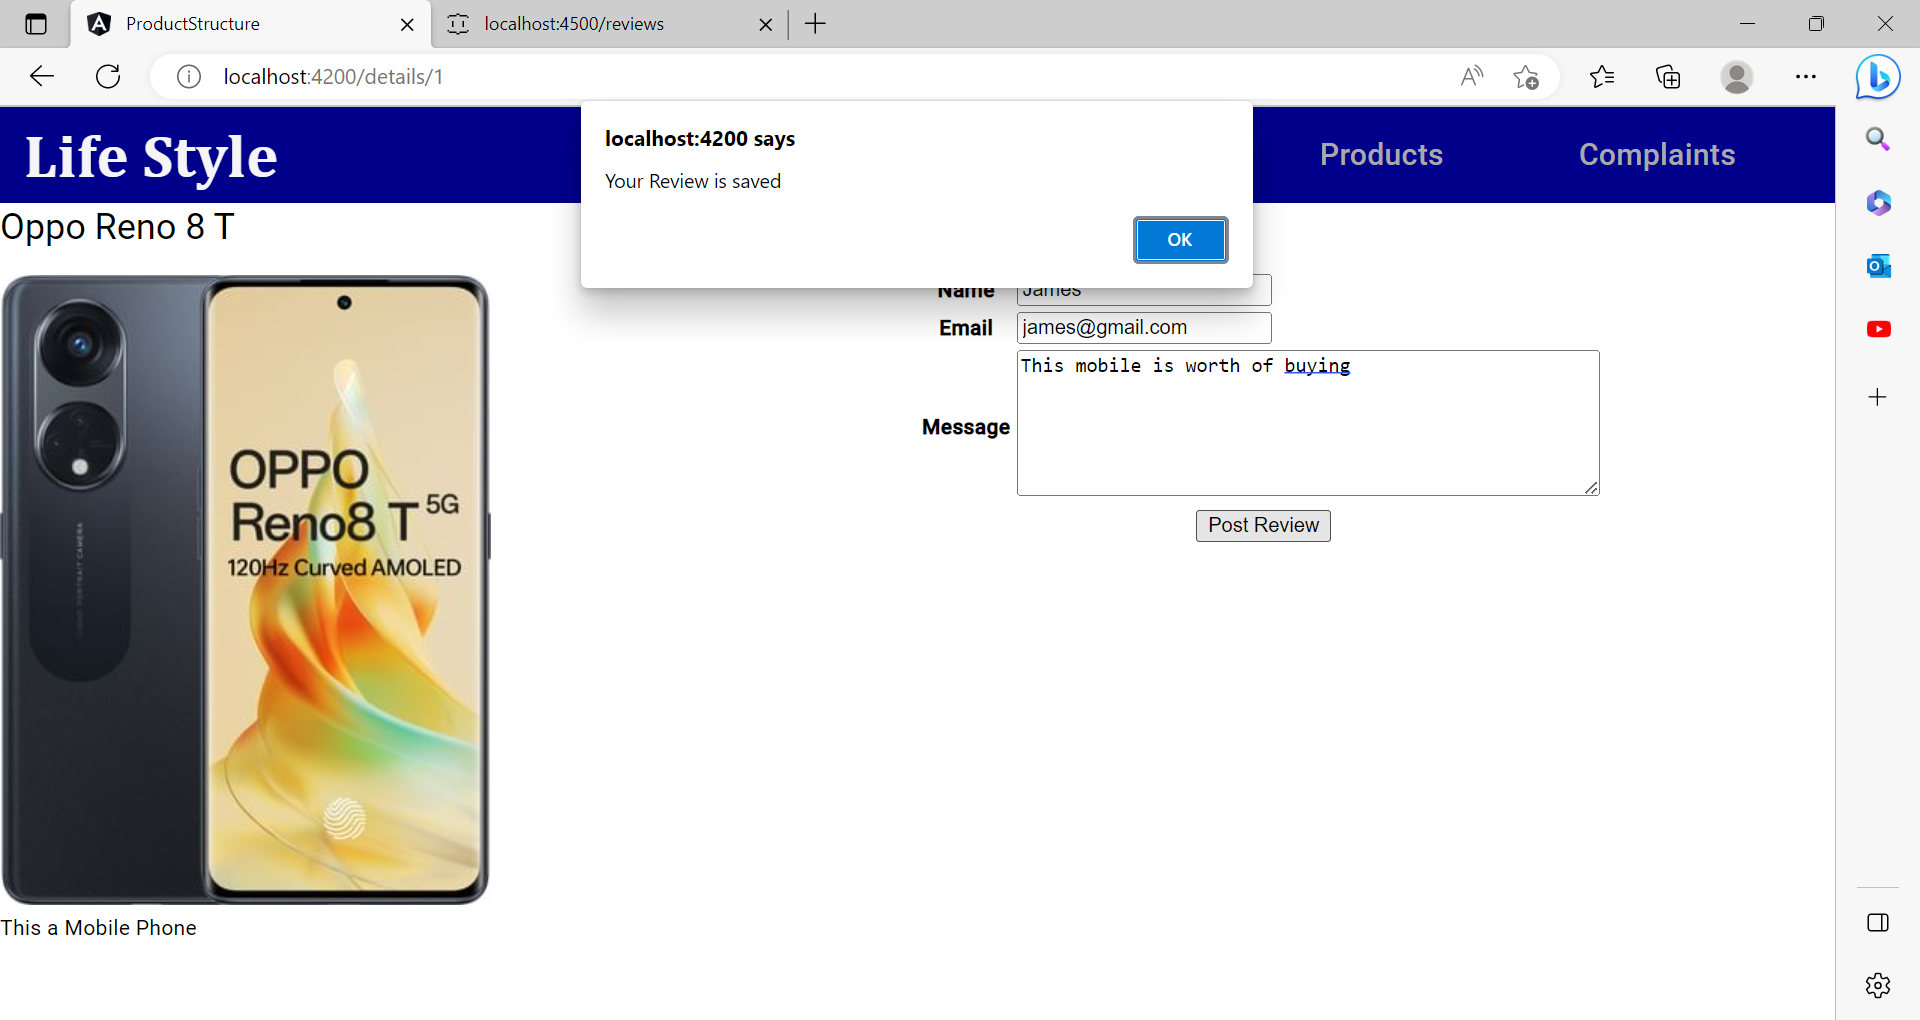 ProductStructure
localhost:4500/reviews
localhost:4200/details/1
Life Style
Products
Complaints
localhost:4200 says
Your Review is saved
OK
Oppo Reno 8 T
Name
James
Email
james@gmail.com
Message
This mobile is worth of buying
Post Review
OPPO
Reno8 T 5G
120Hz Curved AMOLED
This a Mobile Phone